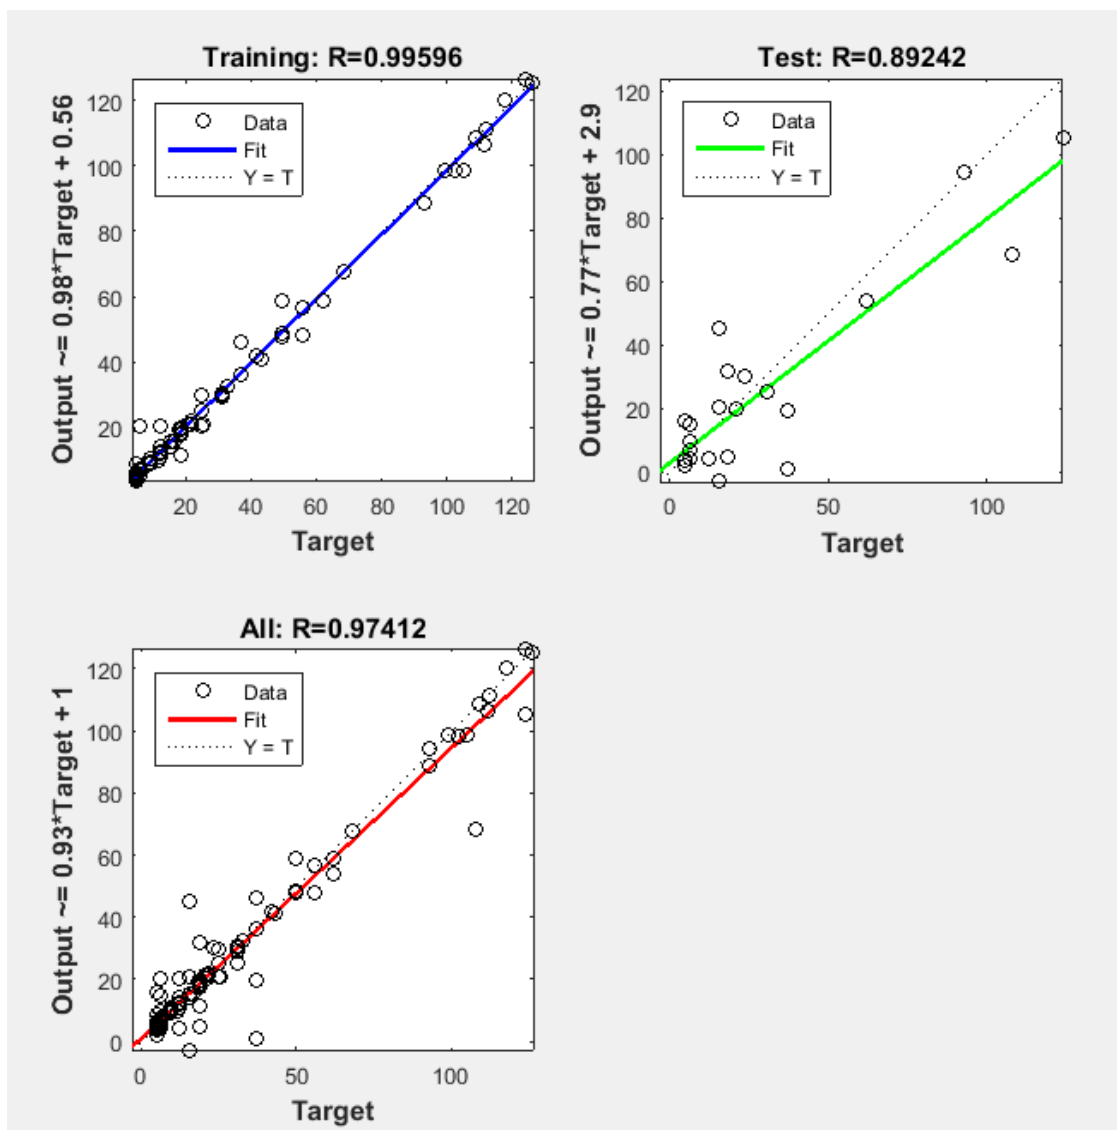 Training: R=0.99596
Output ~= 0.98*Target + 0.56
120
100
80
60
40
20
Data
Fit
Y = T
20 40 60 80 100 120
Target
Test: R=0.89242
Output ~= 0.77*Target + 2.9
120
100
80
60
40
20
0
Data
Fit
Y = T
0 50 100
Target
All: R=0.97412
Output ~= 0.93*Target + 1
120
100
80
60
40
20
0
Data
Fit
Y = T
0 50 100
Target